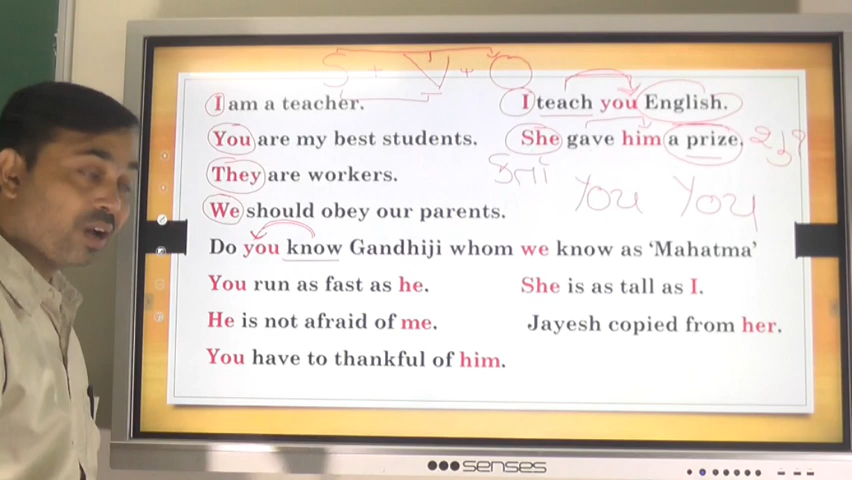 S + V + O
I am a teacher. I teach you English.
You are my best students. She gave him a prize.
They are workers.
You You
We should obey our parents.
Do you know Gandhiji whom we know as ‘Mahatma’
You run as fast as he. She is as tall as I.
He is not afraid of me. Jayesh copied from her.
You have to thankful of him.
senses